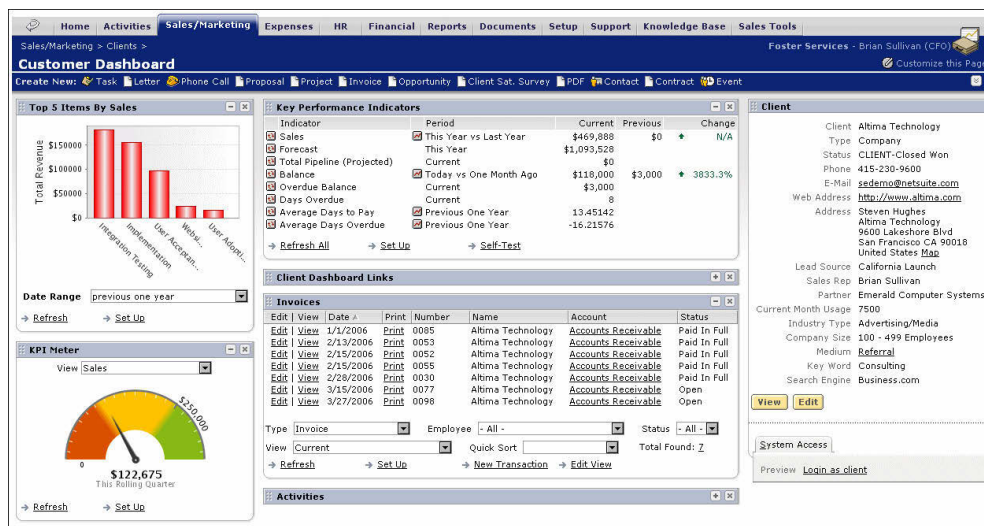 Home Activities Sales/Marketing Expenses HR Financial Reports Documents Setup Support Knowledge Base Sales Tools
Sales/Marketing > Clients >
Foster Services - Brian Sullivan (CFO)
Customer Dashboard
Customize this Page
Create New: Task Letter Phone Call Proposal Project Invoice Opportunity Client Sat. Survey PDF Contact Contract Event
Top 5 Items By Sales
Total Revenue
$150000
$100000
$50000
$0
Integration Testing
Implementation
User Acceptan...
Websi...
User Adopti...
Date Range previous one year
Refresh Set Up
KPI Meter
View Sales
0
$250,000
$122,675
This Rolling Quarter
Refresh Set Up
Key Performance Indicators
Indicator Period Current Previous Change
Sales This Year vs Last Year $469,888 $0 N/A
Forecast This Year $1,093,528
Total Pipeline (Projected) Current $0
Balance Today vs One Month Ago $118,000 $3,000 3833.3%
Overdue Balance Current $3,000
Days Overdue Current 8
Average Days to Pay Previous One Year 13.45142
Average Days Overdue Previous One Year -16.21576
Refresh All Set Up Self-Test
Client Dashboard Links
Invoices
Edit | View Date Print Number Name Account Status
Edit | View 1/1/2006 Print 0085 Altima Technology Accounts Receivable Paid In Full
Edit | View 2/13/2006 Print 0053 Altima Technology Accounts Receivable Paid In Full
Edit | View 2/15/2006 Print 0052 Altima Technology Accounts Receivable Paid In Full
Edit | View 2/15/2006 Print 0055 Altima Technology Accounts Receivable Paid In Full
Edit | View 2/28/2006 Print 0030 Altima Technology Accounts Receivable Paid In Full
Edit | View 3/15/2006 Print 0077 Altima Technology Accounts Receivable Open
Edit | View 3/27/2006 Print 0098 Altima Technology Accounts Receivable Open
Type Invoice Employee - All - Status - All -
View Current Quick Sort Total Found: 7
Refresh Set Up New Transaction Edit View
Activities
Client
Client Altima Technology
Type Company
Status CLIENT-Closed Won
Phone 415-230-9600
E-Mail sedemo@netsuite.com
Web Address http://www.altima.com
Address Steven Hughes
Altima Technology
9600 Lakeshore Blvd
San Francisco CA 90018
United States Map
Lead Source California Launch
Sales Rep Brian Sullivan
Partner Emerald Computer Systems
Current Month Usage 7500
Industry Type Advertising/Media
Company Size 100 - 499 Employees
Medium Referral
Key Word Consulting
Search Engine Business.com
View Edit
System Access
Preview Login as client